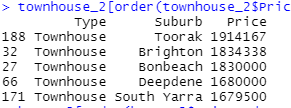 > townhouse_2[order(townhouse_2$Pric
Type Suburb Price
188 Townhouse Toorak 1914167
32 Townhouse Brighton 1834338
27 Townhouse Bonbeach 1830000
66 Townhouse Deepdene 1680000
171 Townhouse South Yarra 1679500